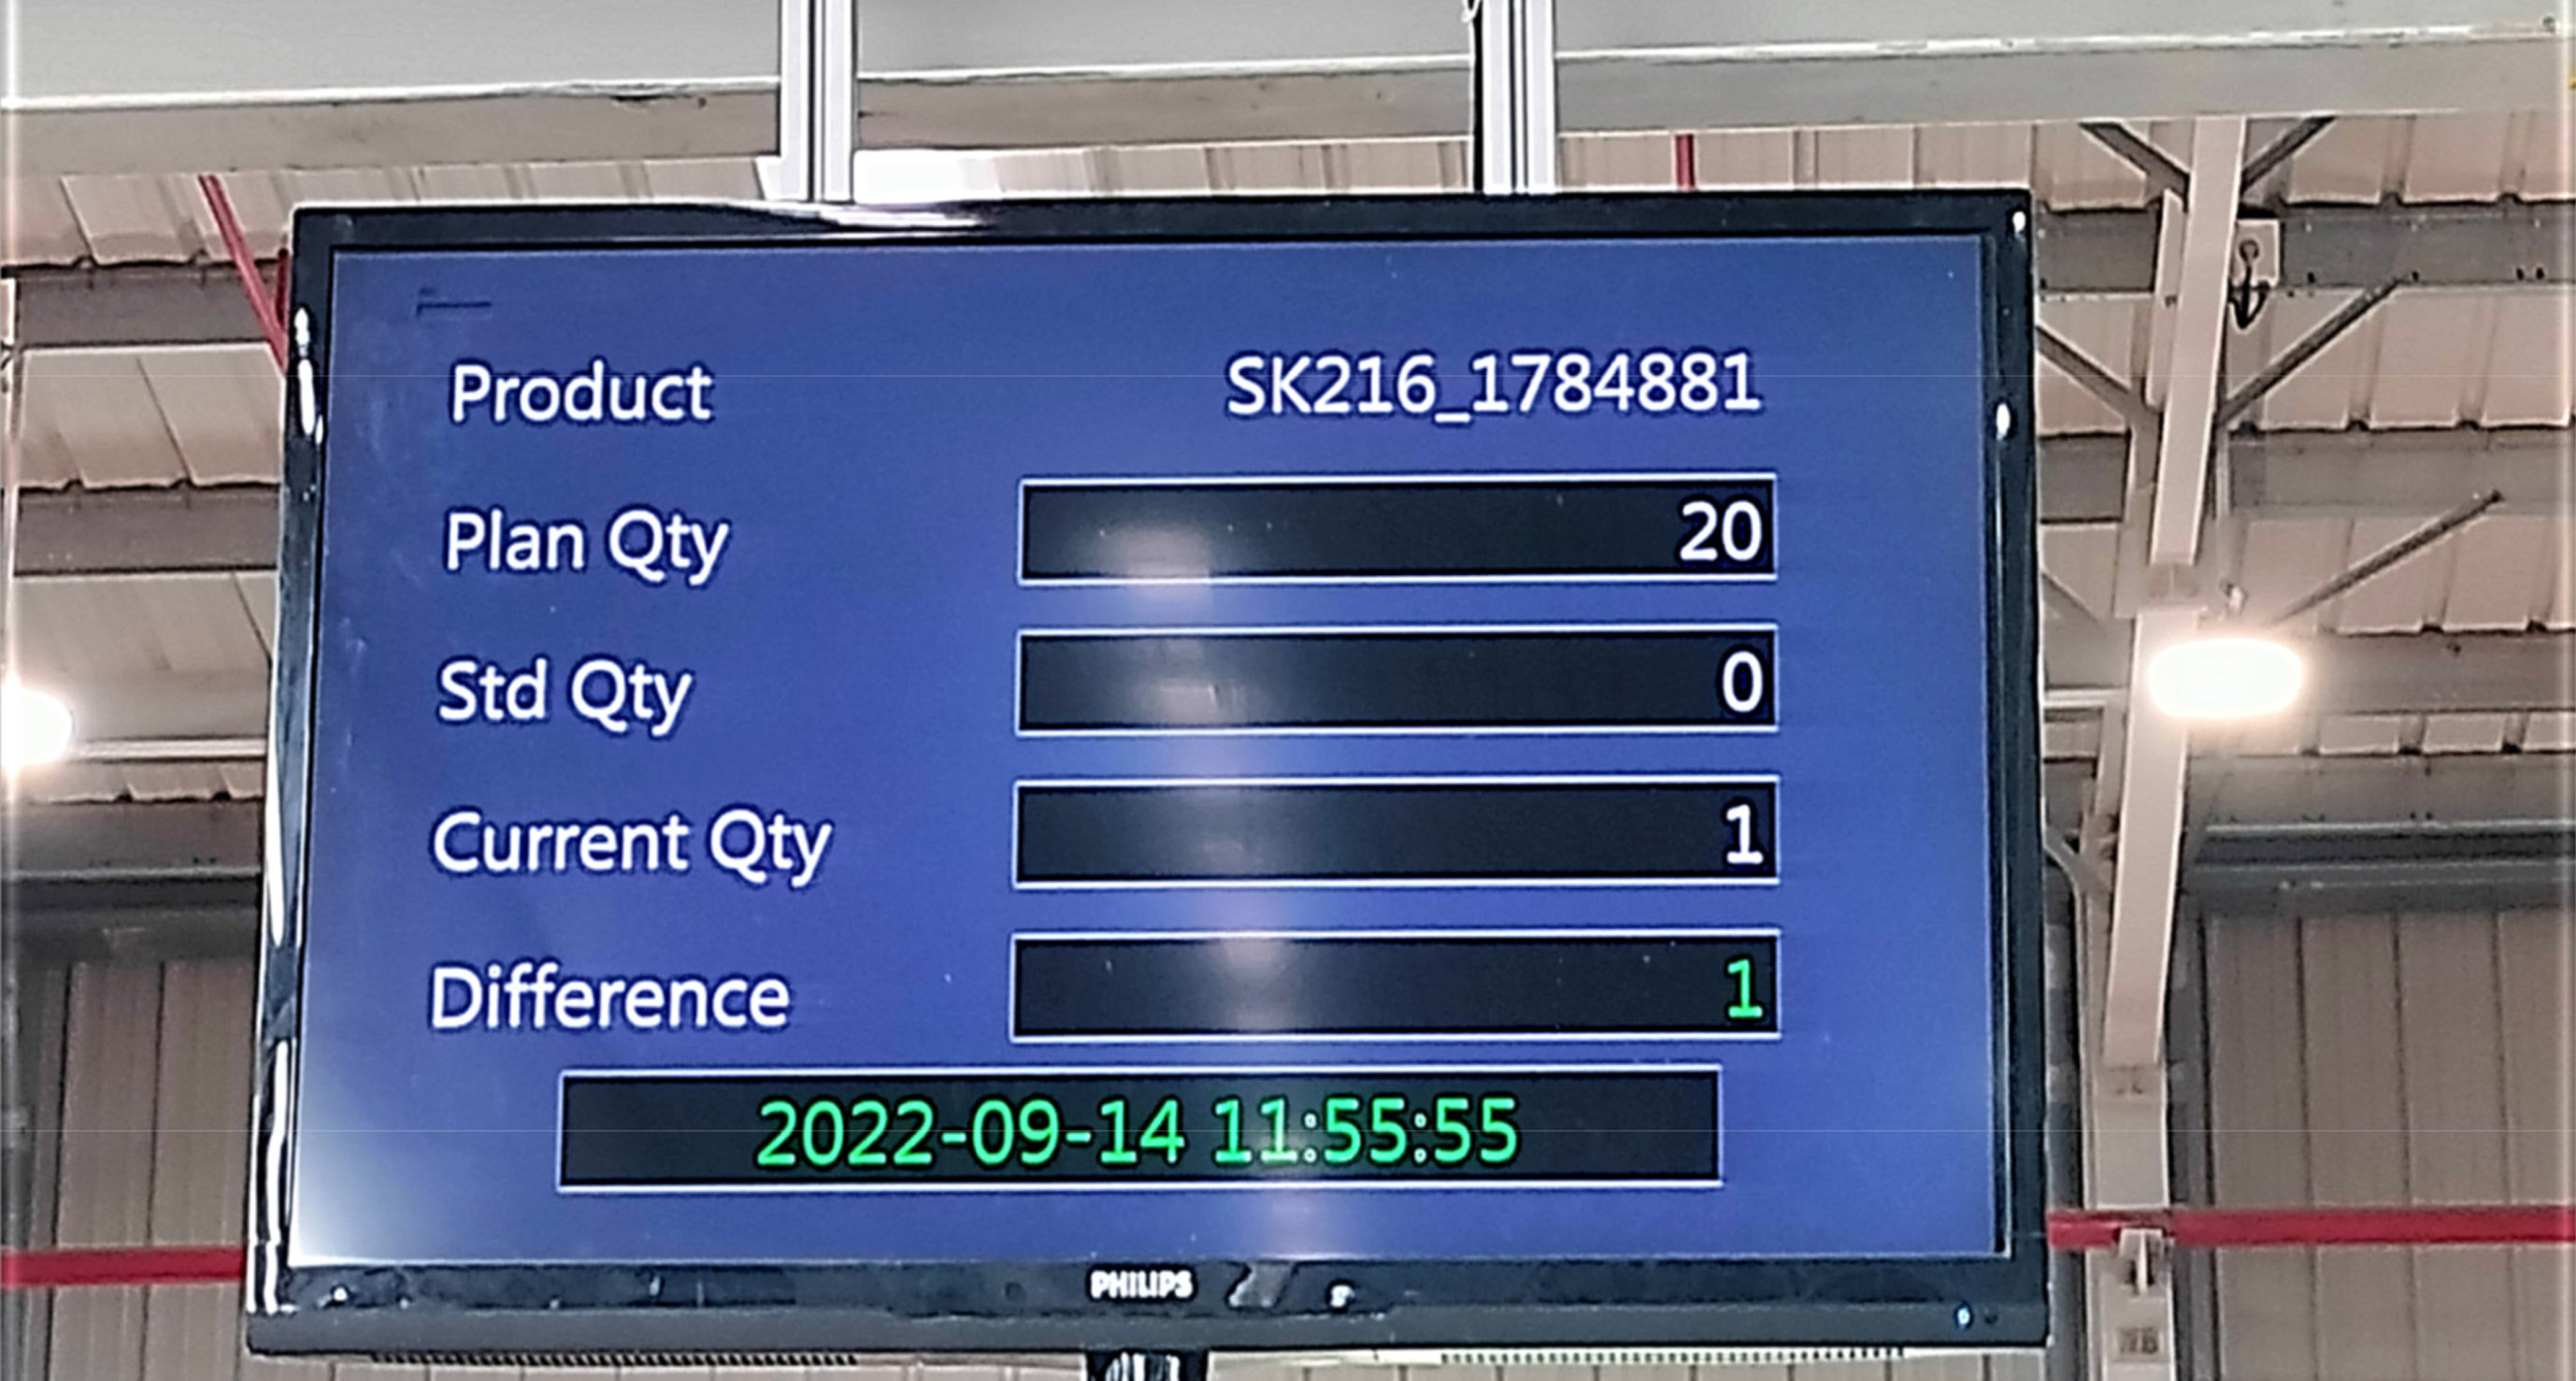 Product SK216_1784881
Plan Qty 20
Std Qty 0
Current Qty 1
Difference 1
2022-09-14 11:55:55
PHILIPS